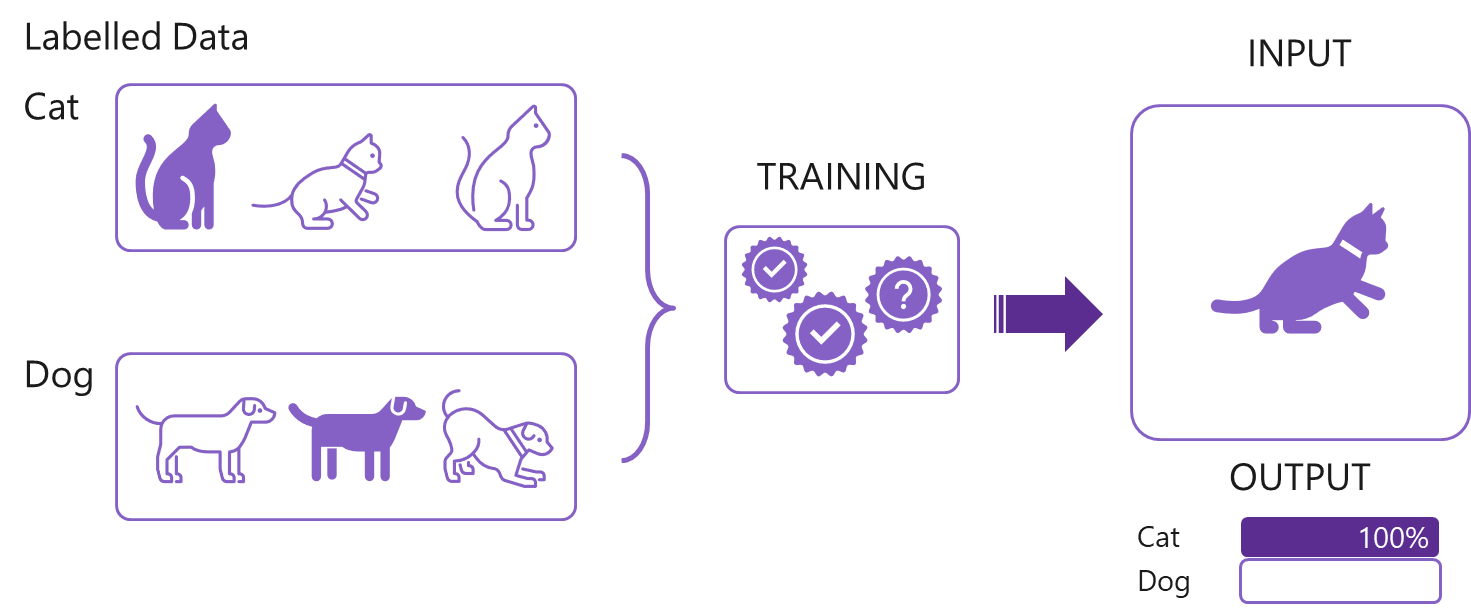 Labelled Data
Cat
Dog
TRAINING
?
INPUT
OUTPUT
Cat 100%
Dog